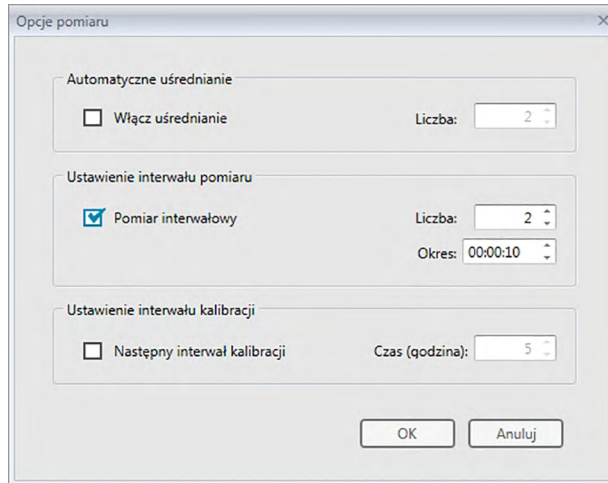 Opje pomiaru
Automatyczne uśrednianie
Włącz uśrednianie Liczba: 2
Ustawienie interwału pomiaru
Pomiar interwałowy Liczba: 2
Okres: 00:00:10
Ustawienie interwału kalibracji
Następny interwał kalibracji Czas (godzina): 5
OK Anuluj